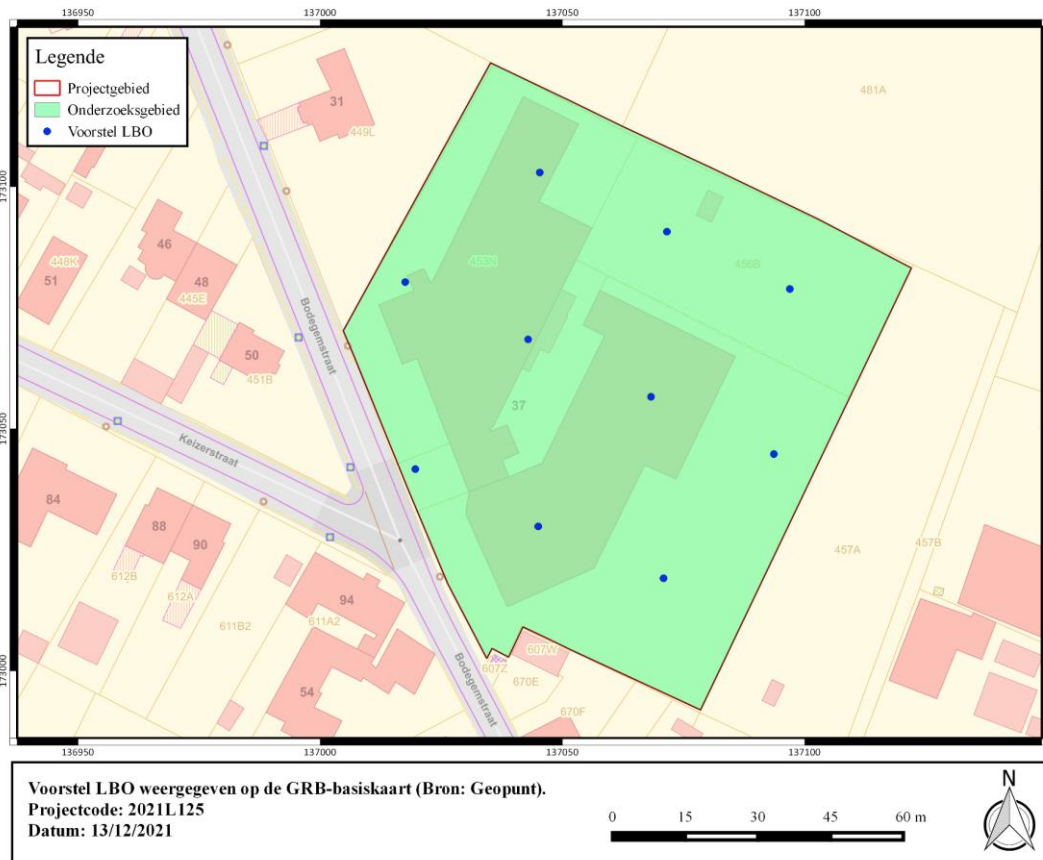 136950 137000 137050 137100
Legende
Projectgebied
Onderzoeksgebied
Voorstel LBO
31
449L
481A
173100
173100
46
448K
51
48
445E
453N
456B
Bodegemstraat
50
451B
37
173050
173050
Keizerstraat
84
88
90
612B
612A
611B2
94
611A2
54
Bodegemstraat
457A
457B
607W
607Z
670E
670F
173000
173000
136950 137000 137050 137100
Voorstel LBO weergegeven op de GRB-basiskaart (Bron: Geopunt).
Projectcode: 2021L125
Datum: 13/12/2021
0 15 30 45 60 m
N